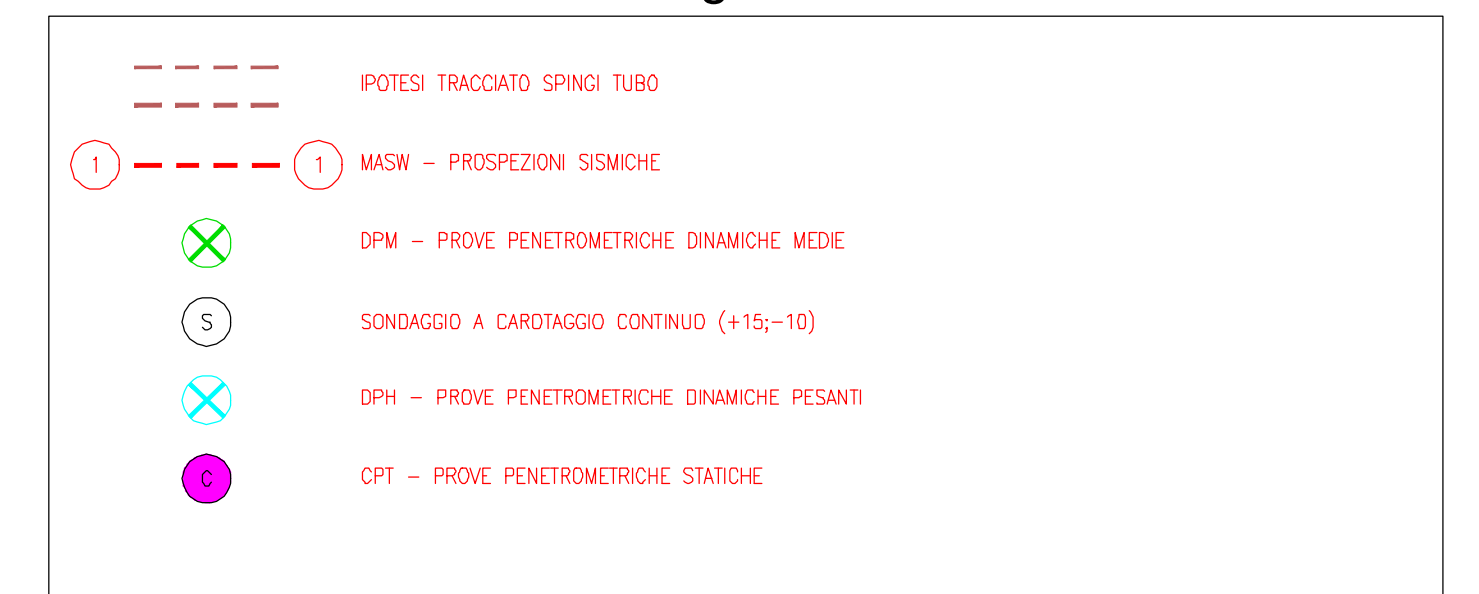 IPOTESI TRACCIATO SPINGI TUBO
1 1 MASW – PROSPEZIONI SISMICHE
DPM – PROVE PENETROMETRICHE DINAMICHE MEDIE
S SONDAGGIO A CAROTAGGIO CONTINUO (+15;-10)
DPH – PROVE PENETROMETRICHE DINAMICHE PESANTI
C CPT – PROVE PENETROMETRICHE STATICHE